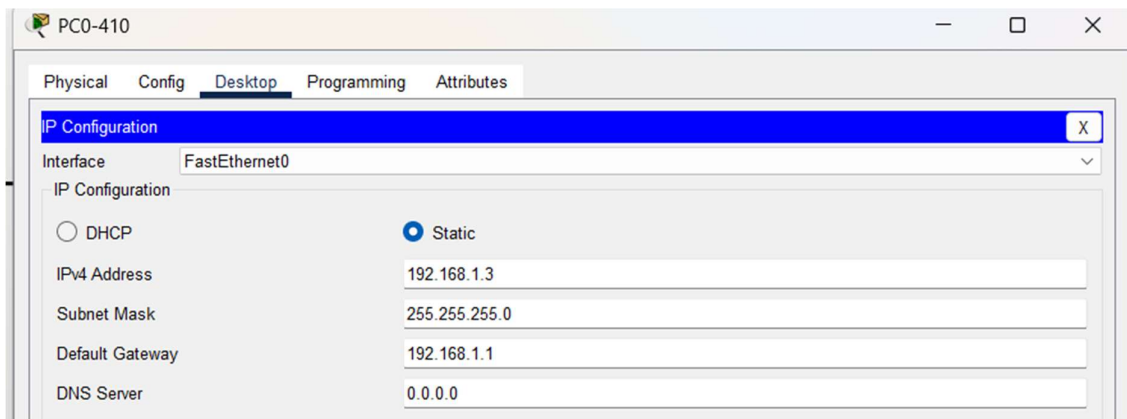 PC0-410
Physical Config Desktop Programming Attributes
IP Configuration X
Interface FastEthernet0
IP Configuration
DHCP Static
IPv4 Address 192.168.1.3
Subnet Mask 255.255.255.0
Default Gateway 192.168.1.1
DNS Server 0.0.0.0